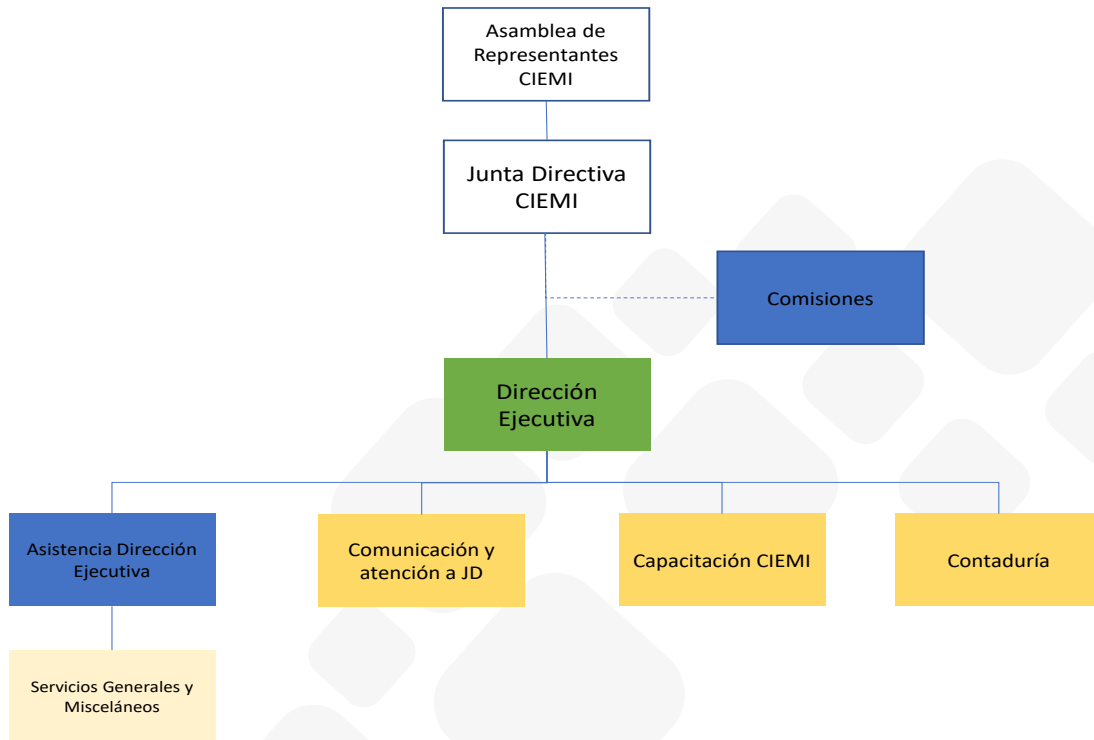 Asamblea de
Representantes
CIEMI
Junta Directiva
CIEMI
Comisiones
Dirección
Ejecutiva
Asistencia Dirección
Ejecutiva
Comunicación y
atención a JD
Capacitación CIEMI
Contaduría
Servicios Generales y
Misceláneos